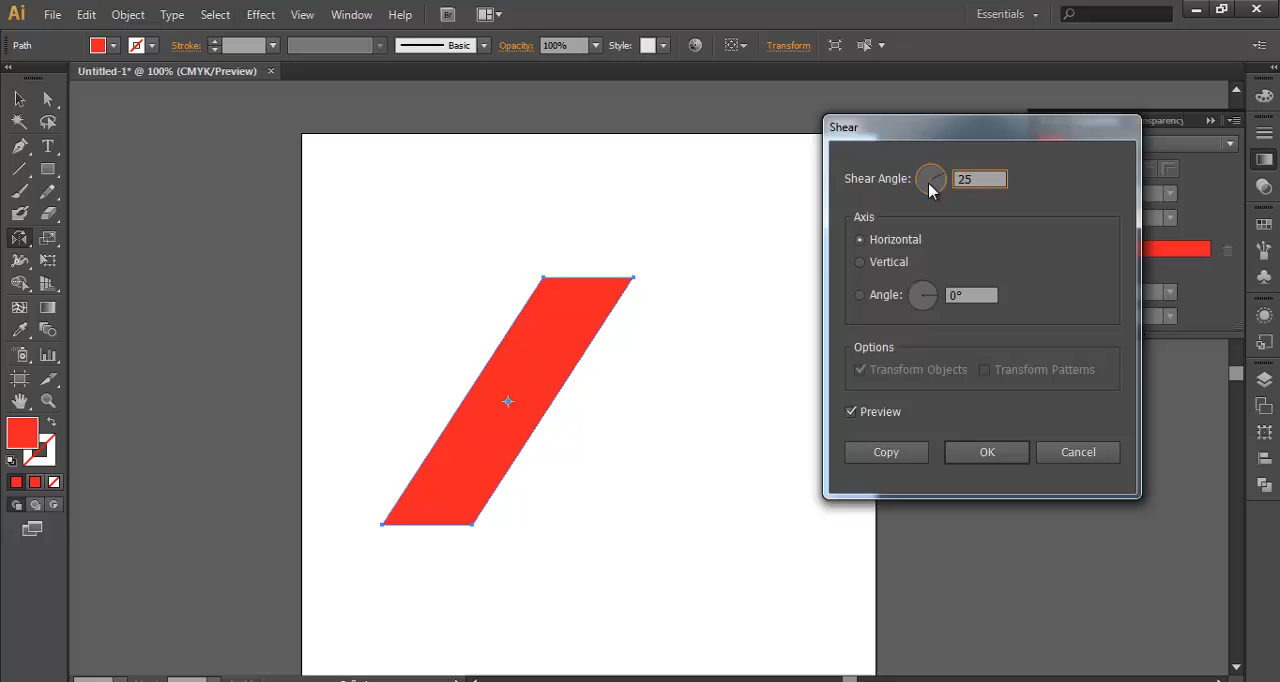 Ai File Edit Object Type Select Effect View Window Help Br Essentials
Path Stroke: Basic Opacity: 100% Style: Transform
Untitled-1* @ 100% (CMYK/Preview) ×
Shear
Shear Angle: 25
Axis
Horizontal
Vertical
Angle: 0°
Options
Transform Objects Transform Patterns
Preview
Copy OK Cancel